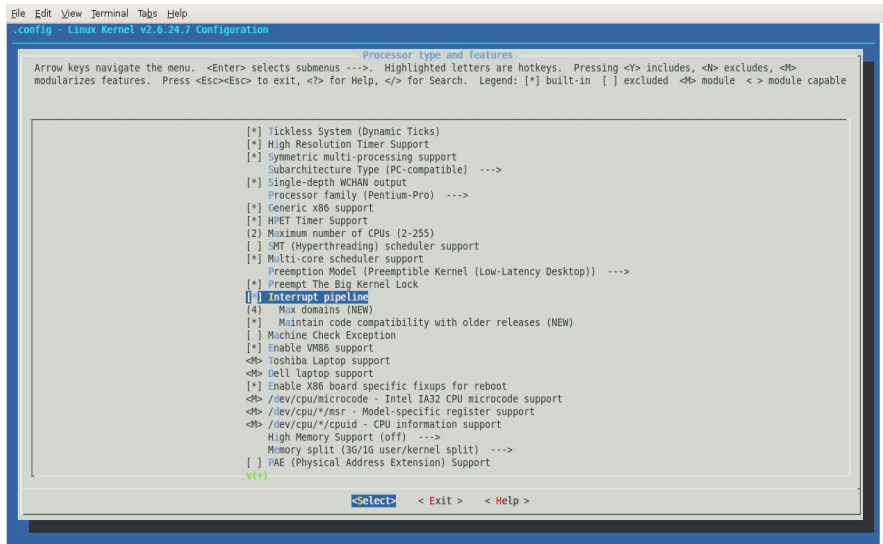 File Edit View Terminal Tabs Help
.config - Linux Kernel v2.6.24.7 Configuration
Processor type and features
Arrow keys navigate the menu. <Enter> selects submenus --->. Highlighted letters are hotkeys. Pressing <Y> includes, <N> excludes, <M>
modularizes features. Press <Esc><Esc> to exit, <?> for Help, </> for Search. Legend: [*] built-in [ ] excluded <M> module < > module capable
[*] Tickless System (Dynamic Ticks)
[*] High Resolution Timer Support
[*] Symmetric multi-processing support
Subarchitecture Type (PC-compatible) --->
[*] Single-depth WCHAN output
Processor family (Pentium-Pro) --->
[*] Generic x86 support
[*] HPET Timer Support
(2) Maximum number of CPUs (2-255)
[ ] SMT (Hyperthreading) scheduler support
[*] Multi-core scheduler support
Preemption Model (Preemptible Kernel (Low-Latency Desktop)) --->
[*] Preempt The Big Kernel Lock
[*] Interrupt pipeline
(4) Max domains (NEW)
[*] Maintain code compatibility with older releases (NEW)
[ ] Machine Check Exception
[*] Enable VM86 support
<M> Toshiba Laptop support
<M> Dell laptop support
[*] Enable X86 board specific fixups for reboot
<M> /dev/cpu/microcode - Intel IA32 CPU microcode support
<M> /dev/cpu/*/msr - Model-specific register support
<M> /dev/cpu/*/cpuid - CPU information support
High Memory Support (off) --->
Memory split (3G/1G user/kernel split) --->
[ ] PAE (Physical Address Extension) Support
v(+)
<Select> < Exit > < Help >